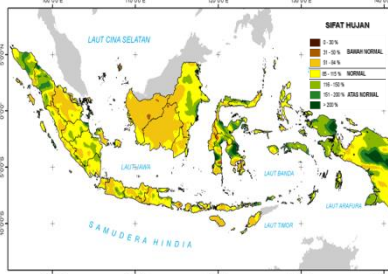 LAUT CINA SELATAN
SIFAT HUJAN
0 - 30 %
31 - 50 % BAWAH NORMAL
51 - 84 %
85 - 115 % NORMAL
116 - 150 %
151 - 200 % ATAS NORMAL
> 200 %
LAUT JAWA
LAUT BANDA
LAUT ARAFURA
SAMUDERA HINDIA
LAUT TIMOR